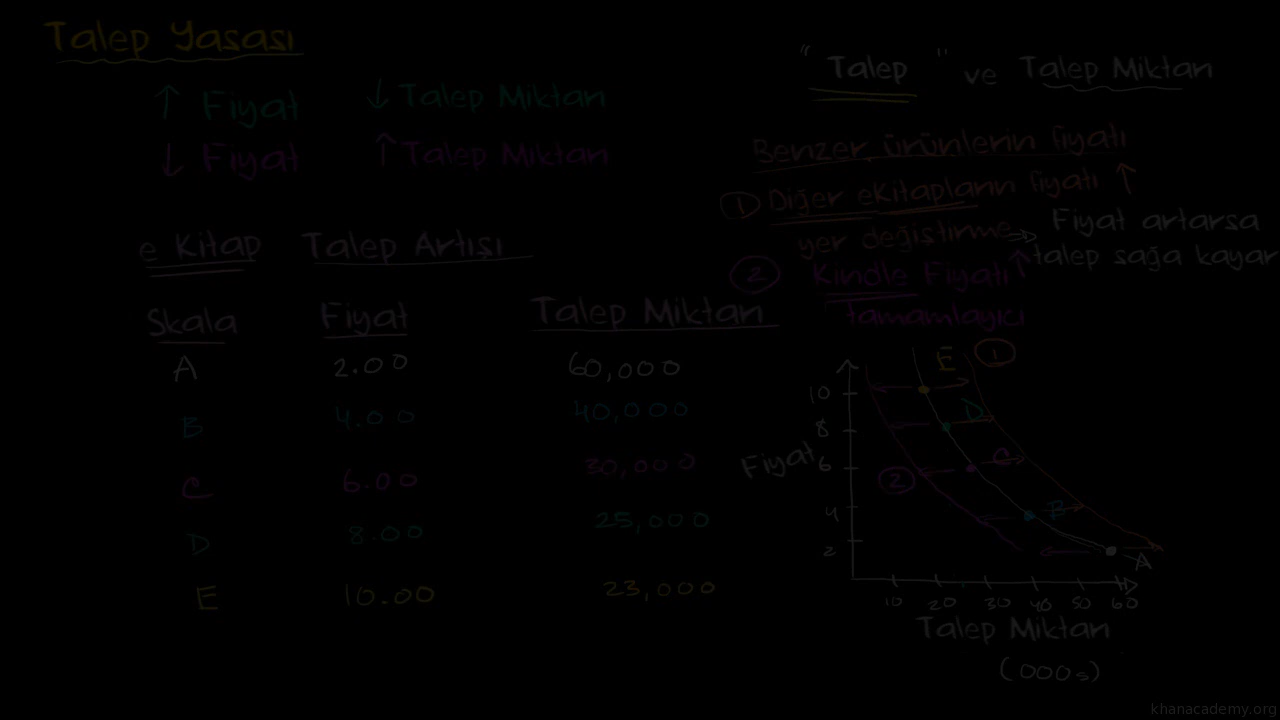 Talep Yasası
↑ Fiyat ↓ Talep Miktarı
↓ Fiyat ↑ Talep Miktarı
e Kitap Talep Artışı
Skala Fiyat Talep Miktarı
A 2.00 60,000
B 4.00 40,000
C 6.00 30,000
D 8.00 25,000
E 10.00 23,000
"Talep" ve Talep Miktarı
Benzer ürünlerin fiyatı
1 Diğer ekitapların fiyatı ↑
yer değiştirme → Fiyat artarsa
talep sağa kayar
2 Kindle Fiyatı ↑
tamamlayıcı
E 1
10
D
8
Fiyat 6 C
2
4 B
2 A
10 20 30 40 50 60
Talep Miktarı
(000s)
khanacademy.org